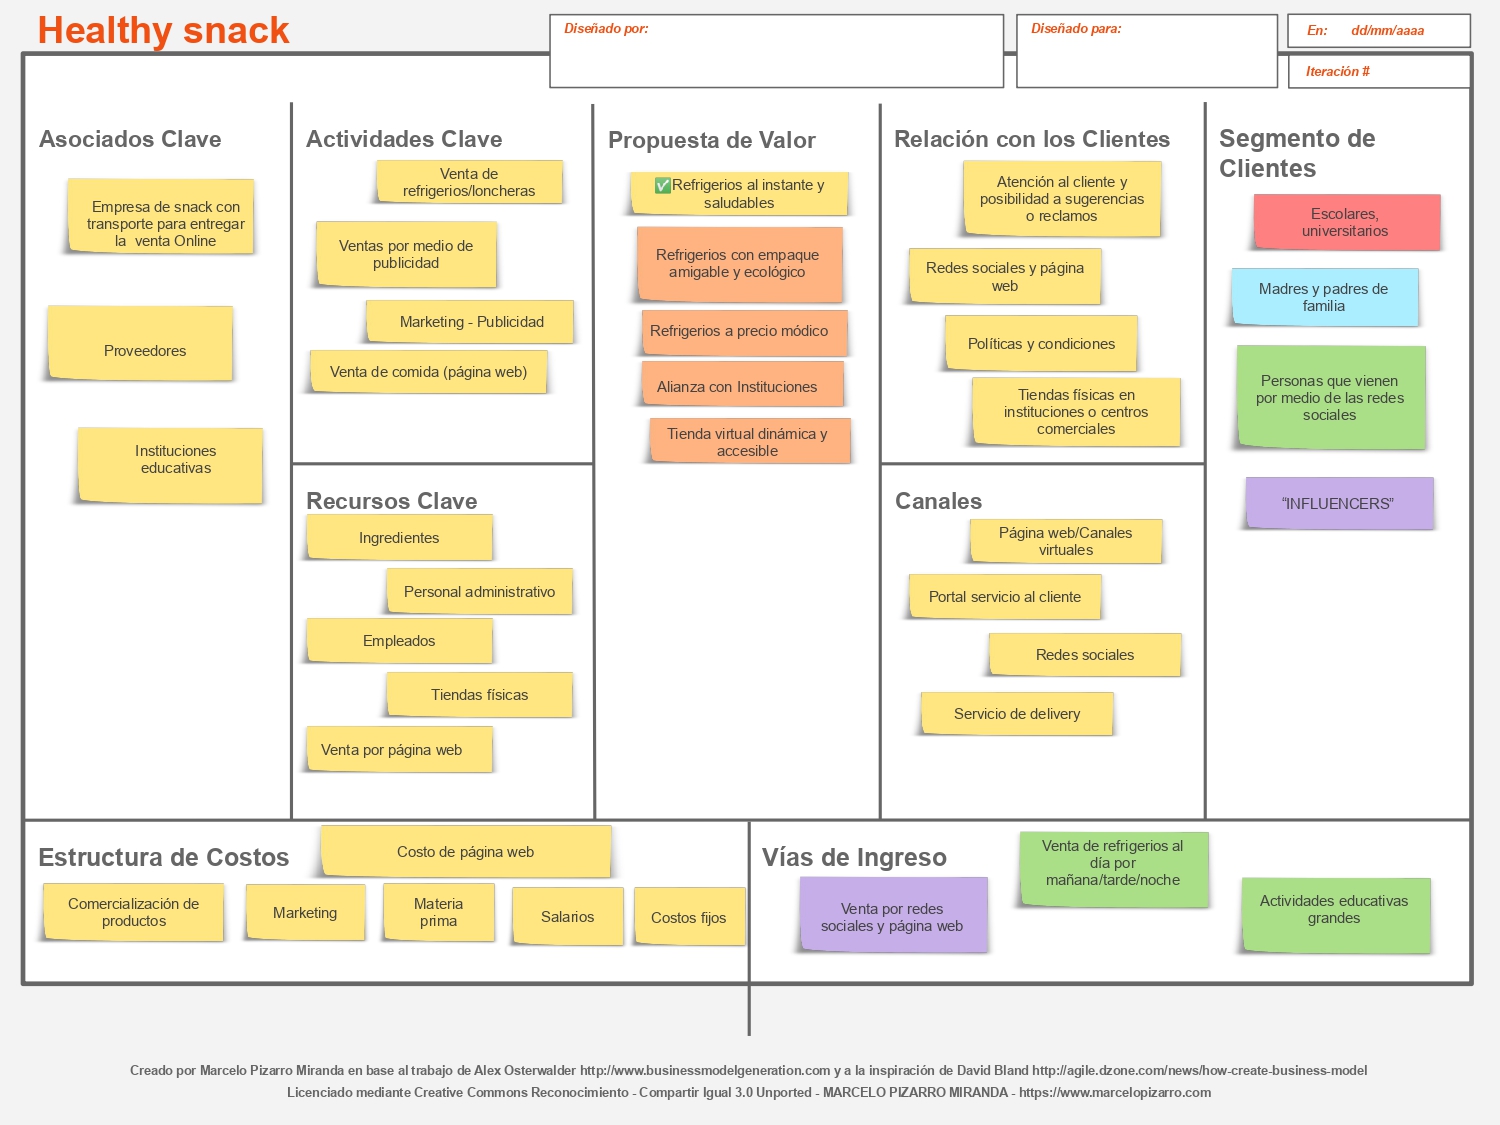 Healthy snack
Diseñado por:
Diseñado para:
En: dd/mm/aaaa
Iteración #
Asociados Clave
Empresa de snack con
transporte para entregar
la venta Online
Proveedores
Instituciones
educativas
Actividades Clave
Venta de
refrigerios/loncheras
Ventas por medio de
publicidad
Marketing - Publicidad
Venta de comida (página web)
Recursos Clave
Ingredientes
Personal administrativo
Empleados
Tiendas físicas
Venta por página web
Propuesta de Valor
✅Refrigerios al instante y
saludables
Refrigerios con empaque
amigable y ecológico
Refrigerios a precio módico
Alianza con Instituciones
Tienda virtual dinámica y
accesible
Relación con los Clientes
Atención al cliente y
posibilidad a sugerencias
o reclamos
Redes sociales y página
web
Políticas y condiciones
Tiendas físicas en
instituciones o centros
comerciales
Canales
Página web/Canales
virtuales
Portal servicio al cliente
Redes sociales
Servicio de delivery
Segmento de
Clientes
Escolares,
universitarios
Madres y padres de
familia
Personas que vienen
por medio de las redes
sociales
“INFLUENCERS”
Estructura de Costos
Costo de página web
Comercialización de
productos
Marketing
Materia
prima
Salarios
Costos fijos
Vías de Ingreso
Venta por redes
sociales y página web
Venta de refrigerios al
día por
mañana/tarde/noche
Actividades educativas
grandes
Creado por Marcelo Pizarro Miranda en base al trabajo de Alex Osterwalder http://www.businessmodelgeneration.com y a la inspiración de David Bland http://agile.dzone.com/news/how-create-business-model
Licenciado mediante Creative Commons Reconocimiento - Compartir Igual 3.0 Unported - MARCELO PIZARRO MIRANDA - https://www.marcelopizarro.com